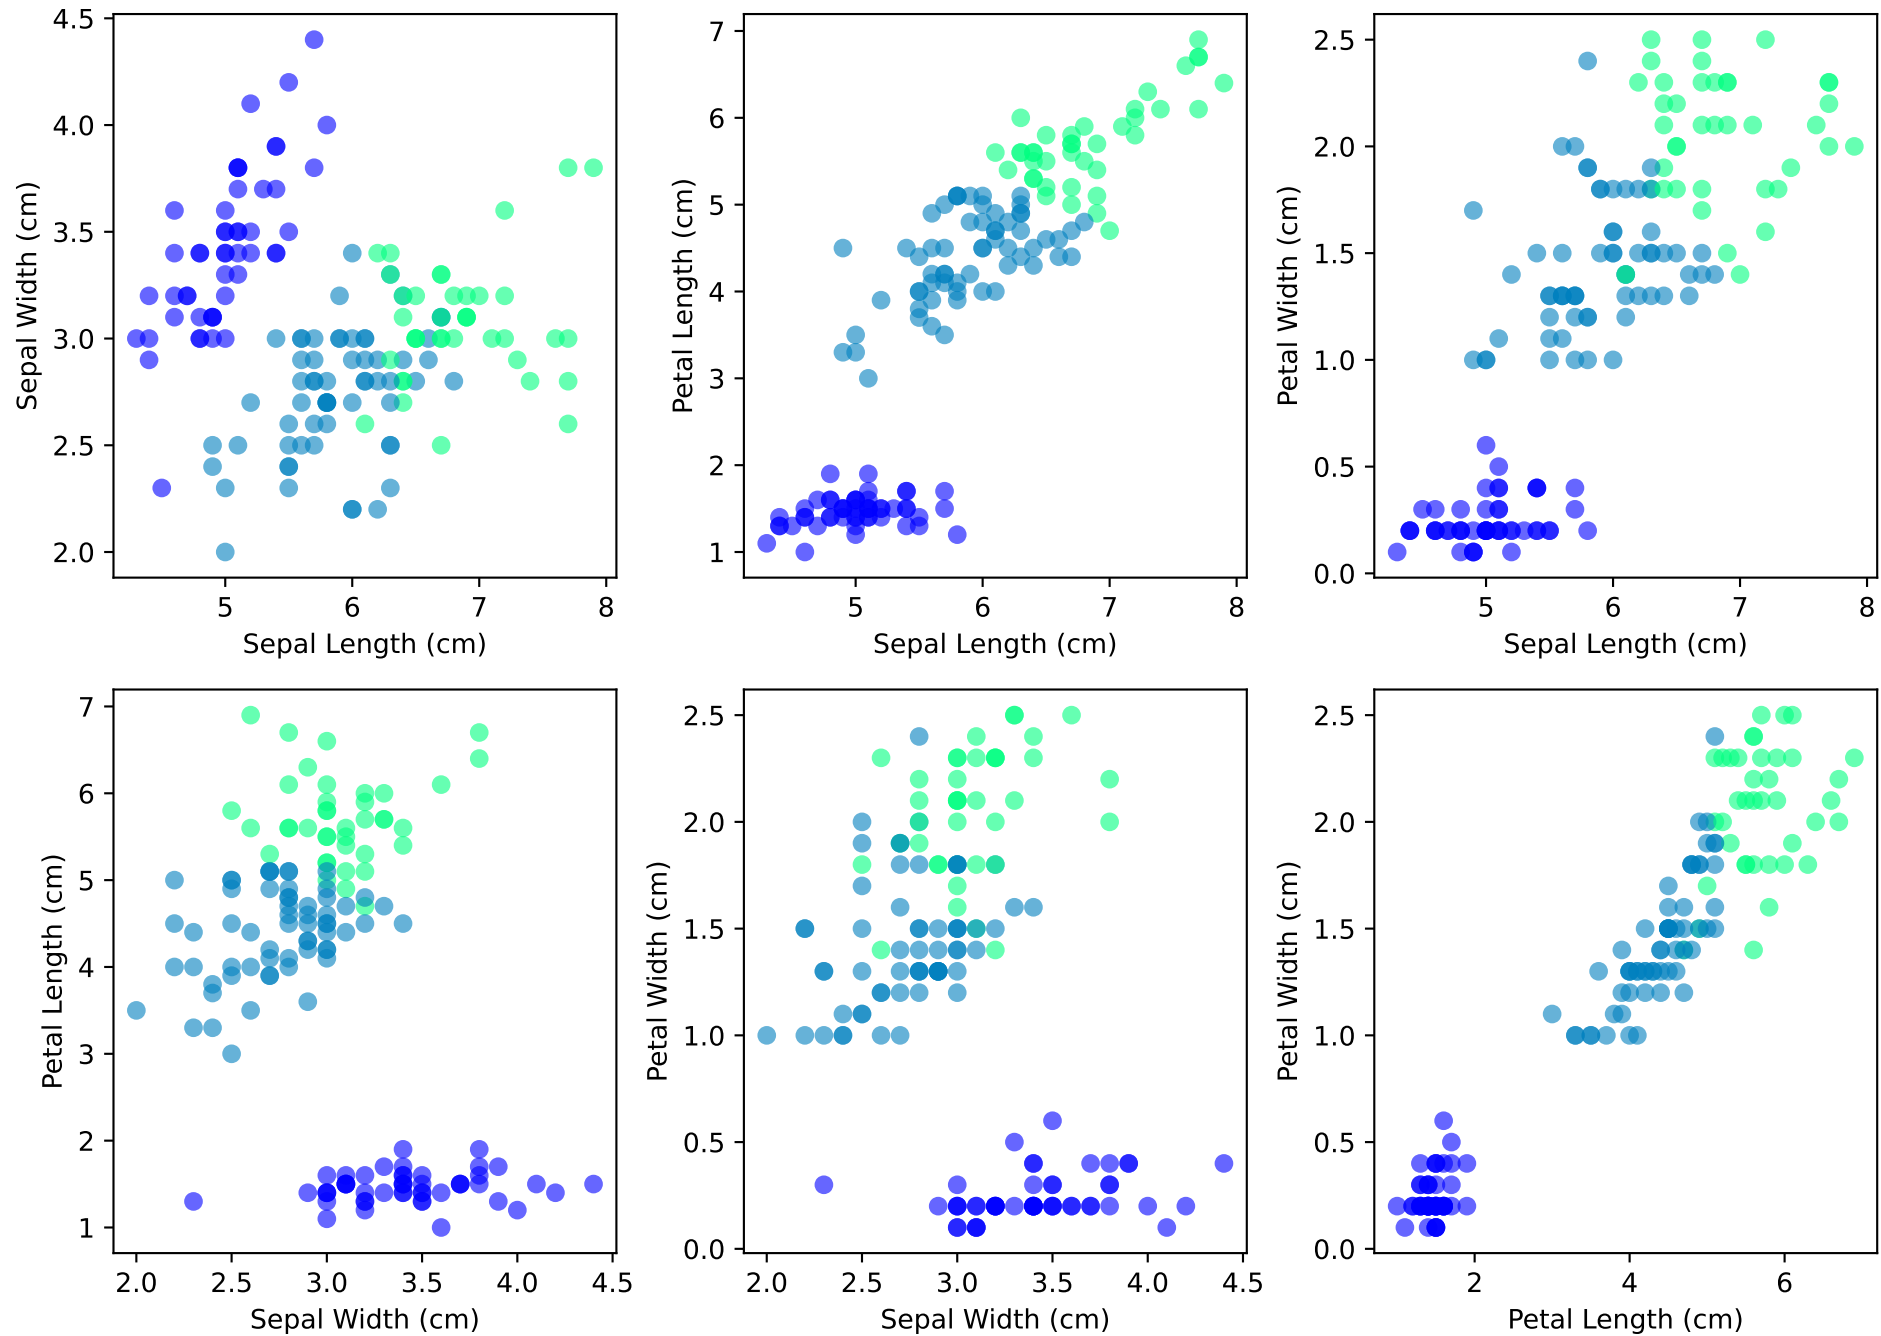 4.5
4.0
3.5
3.0
2.5
2.0
Sepal Width (cm)
5 6 7 8
Sepal Length (cm)
7
6
5
4
3
2
1
Petal Length (cm)
5 6 7 8
Sepal Length (cm)
2.5
2.0
1.5
1.0
0.5
0.0
Petal Width (cm)
5 6 7 8
Sepal Length (cm)
7
6
5
4
3
2
1
Petal Length (cm)
2.0 2.5 3.0 3.5 4.0 4.5
Sepal Width (cm)
2.5
2.0
1.5
1.0
0.5
0.0
Petal Width (cm)
2.0 2.5 3.0 3.5 4.0 4.5
Sepal Width (cm)
2.5
2.0
1.5
1.0
0.5
0.0
Petal Width (cm)
2 4 6
Petal Length (cm)